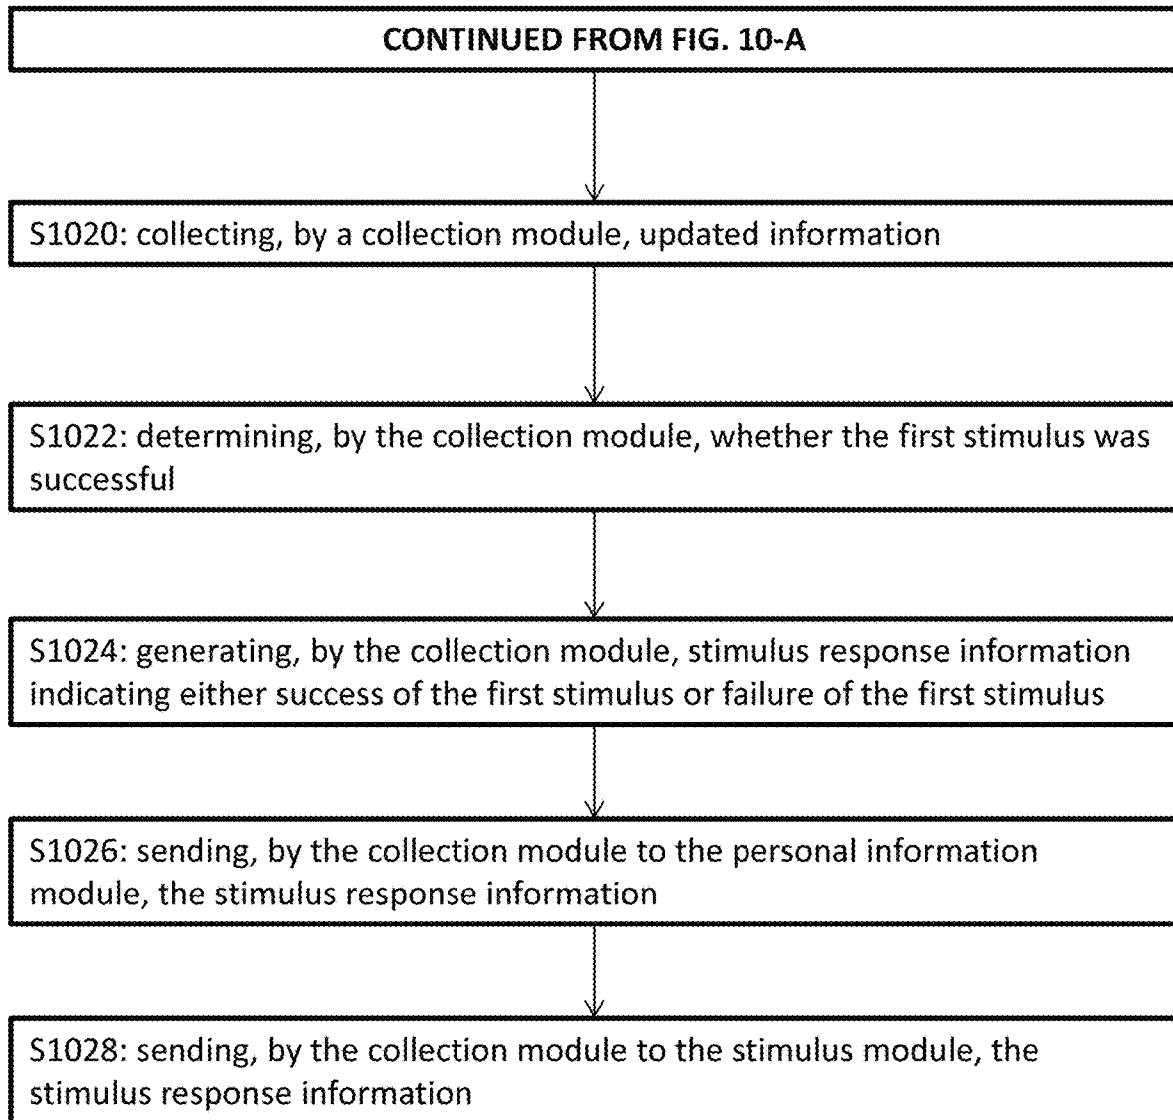 CONTINUED FROM FIG. 10-A
S1020: collecting, by a collection module, updated information
S1022: determining, by the collection module, whether the first stimulus was
successful
S1024: generating, by the collection module, stimulus response information
indicating either success of the first stimulus or failure of the first stimulus
S1026: sending, by the collection module to the personal information
module, the stimulus response information
S1028: sending, by the collection module to the stimulus module, the
stimulus response information